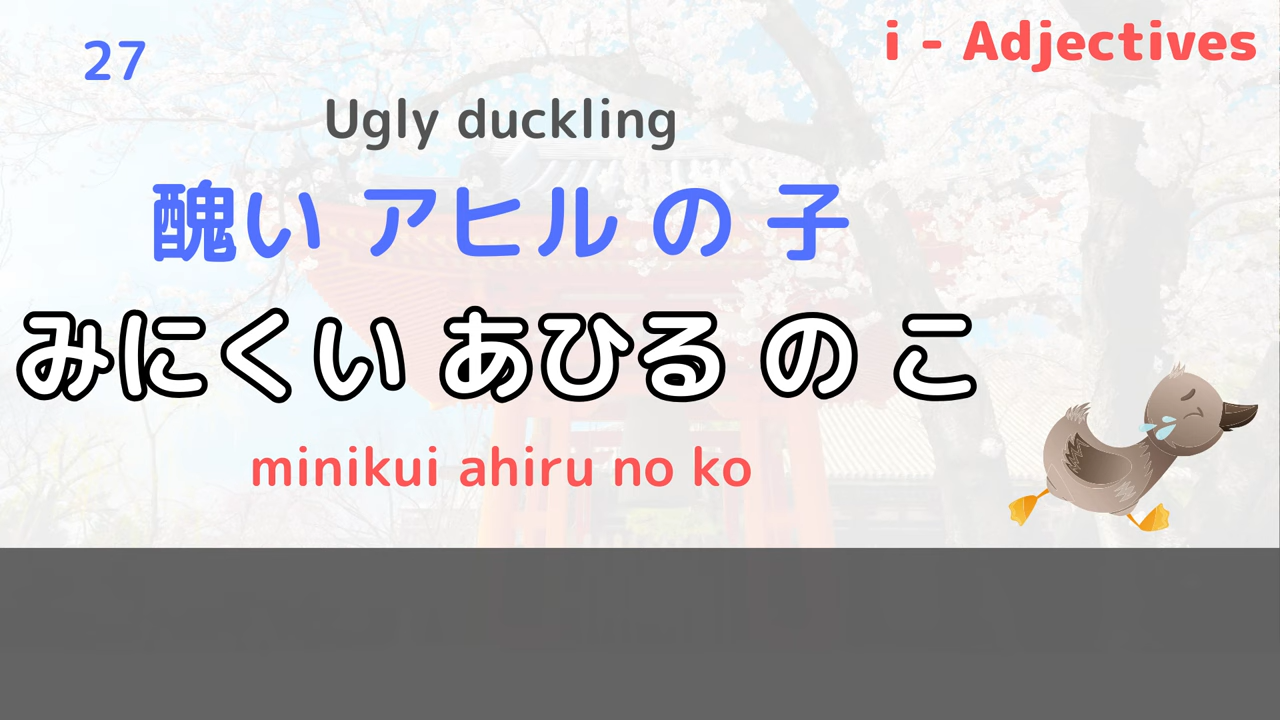 27
i - Adjectives
Ugly duckling
醜い アヒル の 子
みにくい あひる の こ
minikui ahiru no ko